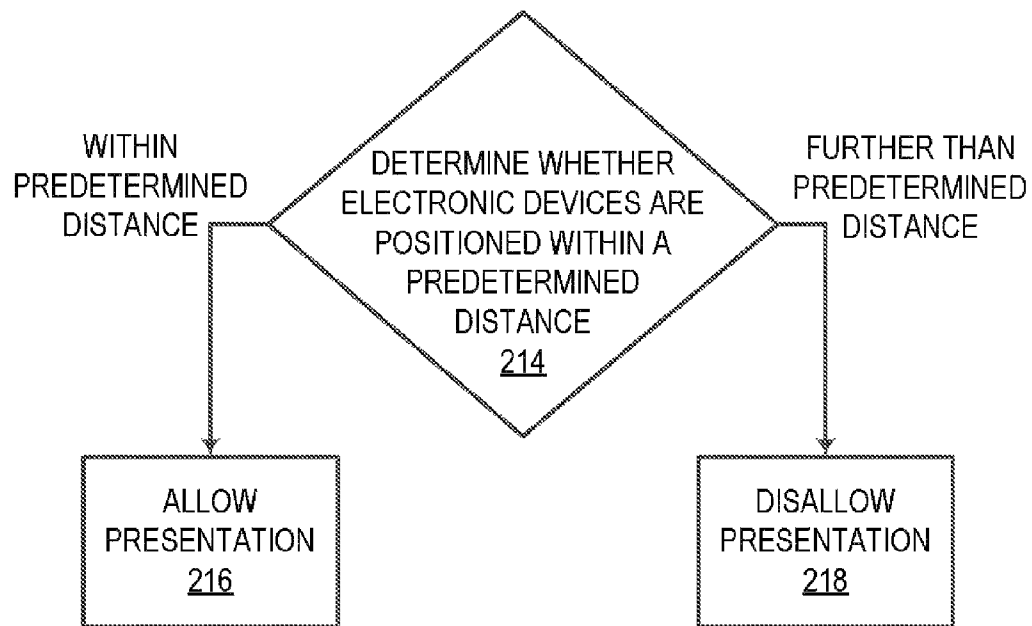 WITHIN
PREDETERMINED
DISTANCE
DETERMINE WHETHER
ELECTRONIC DEVICES ARE
POSITIONED WITHIN A
PREDETERMINED
DISTANCE
214
FURTHER THAN
PREDETERMINED
DISTANCE
ALLOW
PRESENTATION
216
DISALLOW
PRESENTATION
218